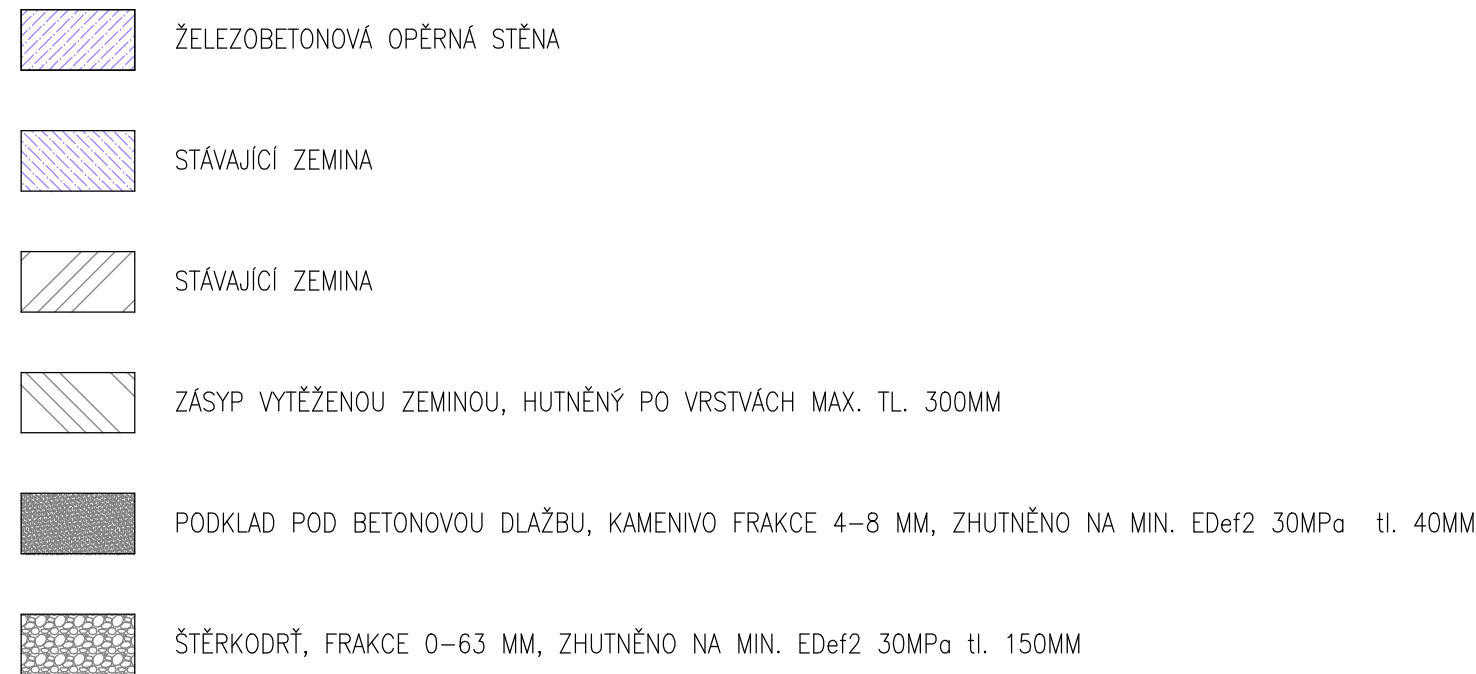 ŽELEZOBETONOVÁ OPĚRNÁ STĚNA
STÁVAJÍCÍ ZEMINA
STÁVAJÍCÍ ZEMINA
ZÁSYP VYTĚŽENOU ZEMINOU, HUTNĚNÝ PO VRSTVÁCH MAX. TL. 300MM
PODKLAD POD BETONOVOU DLAŽBU, KAMENIVO FRAKCE 4–8 MM, ZHUTNĚNO NA MIN. EDef2 30MPa tl. 40MM
ŠTĚRKODRŤ, FRAKCE 0–63 MM, ZHUTNĚNO NA MIN. EDef2 30MPa tl. 150MM